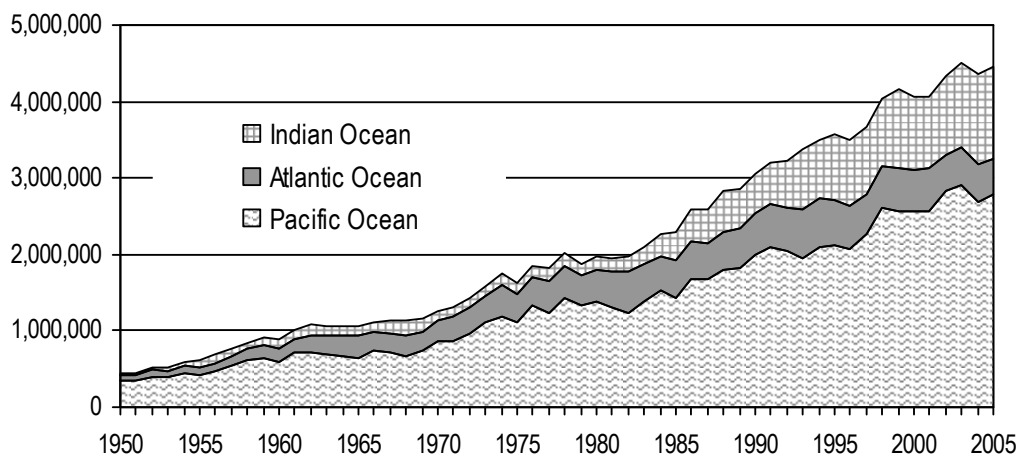 5,000,000
4,000,000
3,000,000
2,000,000
1,000,000
0
Indian Ocean
Atlantic Ocean
Pacific Ocean
1950 1955 1960 1965 1970 1975 1980 1985 1990 1995 2000 2005